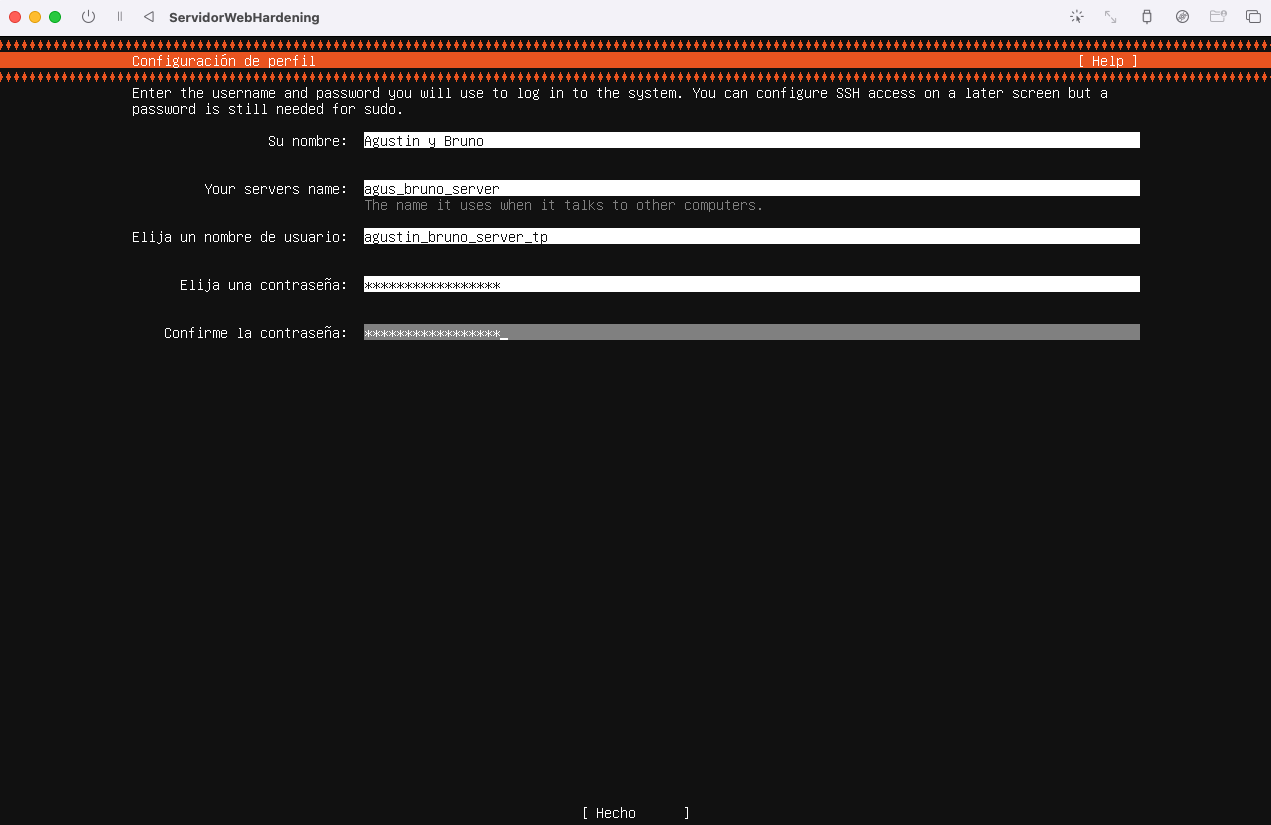 ServidorWebHardening
Configuración de perfil [ Help ]
Enter the username and password you will use to log in to the system. You can configure SSH access on a later screen but a
password is still needed for sudo.
Su nombre: Agustin y Bruno
Your servers name: agus_bruno_server
The name it uses when it talks to other computers.
Elija un nombre de usuario: agustin_bruno_server_tp
Elija una contraseña: *****************
Confirme la contraseña: *****************_
[ Hecho ]